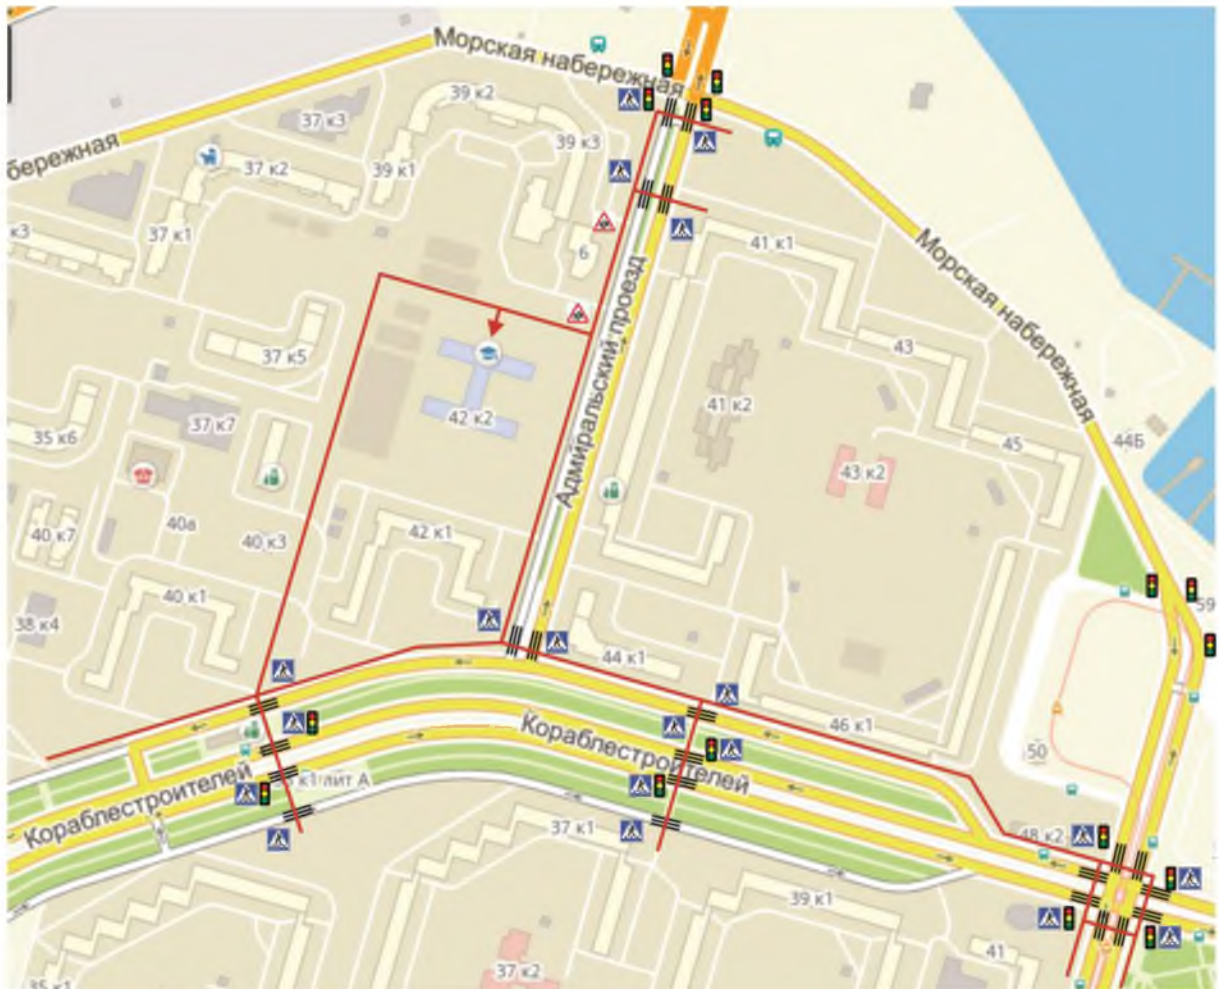 Морская набережная
39 к2
37 к3
39 к3
бережная
37 к2
39 к1
к3
37 к1
41 к1
6
Морская набережная
Адмиральский проезд
37 к5
43
41 к2
42 к2
35 к6
37 к7
45
44Б
43 к2
40 к7
40а
40 к3
42 к1
40 к1
59
38 к4
44 к1
46 к1
Кораблестроителей
50
к1 лит А
Кораблестроителей
37 к1
48 к2
39 к1
41
37 к2
35 к1